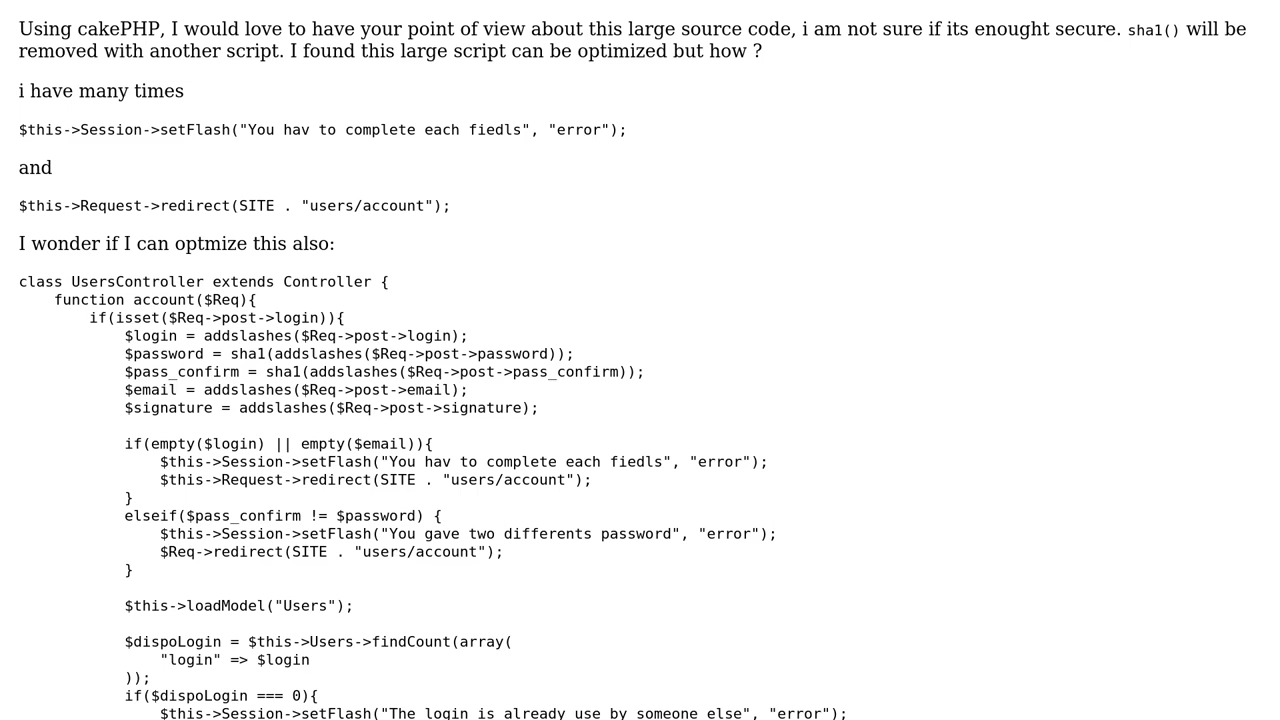 Using cakePHP, I would love to have your point of view about this large source code, i am not sure if its enought secure. sha1() will be
removed with another script. I found this large script can be optimized but how ?
i have many times
$this->Session->setFlash("You hav to complete each fiedls", "error");
and
$this->Request->redirect(SITE . "users/account");
I wonder if I can optmize this also:
class UsersController extends Controller {
    function account($Req){
        if(isset($Req->post->login)){
            $login = addslashes($Req->post->login);
            $password = sha1(addslashes($Req->post->password));
            $pass_confirm = sha1(addslashes($Req->post->pass_confirm));
            $email = addslashes($Req->post->email);
            $signature = addslashes($Req->post->signature);
            if(empty($login) || empty($email)){
                $this->Session->setFlash("You hav to complete each fiedls", "error");
                $this->Request->redirect(SITE . "users/account");
            }
            elseif($pass_confirm != $password) {
                $this->Session->setFlash("You gave two differents password", "error");
                $Req->redirect(SITE . "users/account");
            }
            $this->loadModel("Users");
            $dispoLogin = $this->Users->findCount(array(
                "login" => $login
            ));
            if($dispoLogin === 0){
                $this->Session->setFlash("The login is already use by someone else", "error");